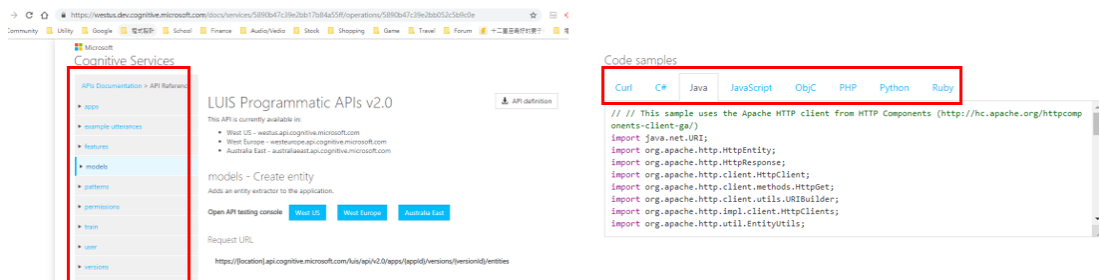 https://westus.dev.cognitive.microsoft.com/docs/services/5890b47c39e2bb17b84a55ff/operations/5890b47c39e2bb052c5b9c0e
Community Utility Google 程式設計 School Finance Audio/Vedio Stock Shopping Game Travel Forum
Microsoft
Cognitive Services
APIs Documentation > API Reference
apps
example utterances
features
models
patterns
permissions
train
user
versions
LUIS Programmatic APIs v2.0
API definition
This API is currently available in:
West US - westus.api.cognitive.microsoft.com
West Europe - westeurope.api.cognitive.microsoft.com
Australia East - australiaeast.api.cognitive.microsoft.com
models - Create entity
Adds an entity extractor to the application.
Open API testing console West US West Europe Australia East
Request URL
https://[location].api.cognitive.microsoft.com/luis/api/v2.0/apps/{appId}/versions/{versionId}/entities
Code samples
Curl C# Java JavaScript ObjC PHP Python Ruby
// // This sample uses the Apache HTTP client from HTTP Components (http://hc.apache.org/httpcomp
onents-client-ga/)
import java.net.URI;
import org.apache.http.HttpEntity;
import org.apache.http.HttpResponse;
import org.apache.http.client.HttpClient;
import org.apache.http.client.methods.HttpGet;
import org.apache.http.client.utils.URIBuilder;
import org.apache.http.impl.client.HttpClients;
import org.apache.http.util.EntityUtils;